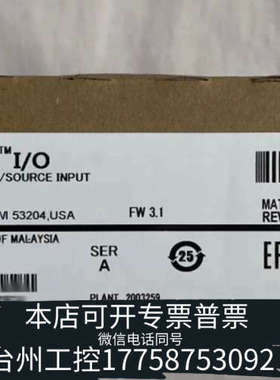 ™ I/O
/SOURCE INPUT
53204,USA
FW 3.1
MAT
REV
OF MALAYSIA
SER
A
25
PLANT 2003259
本店可开专票普票
微信电话同号
台州工控17758753092